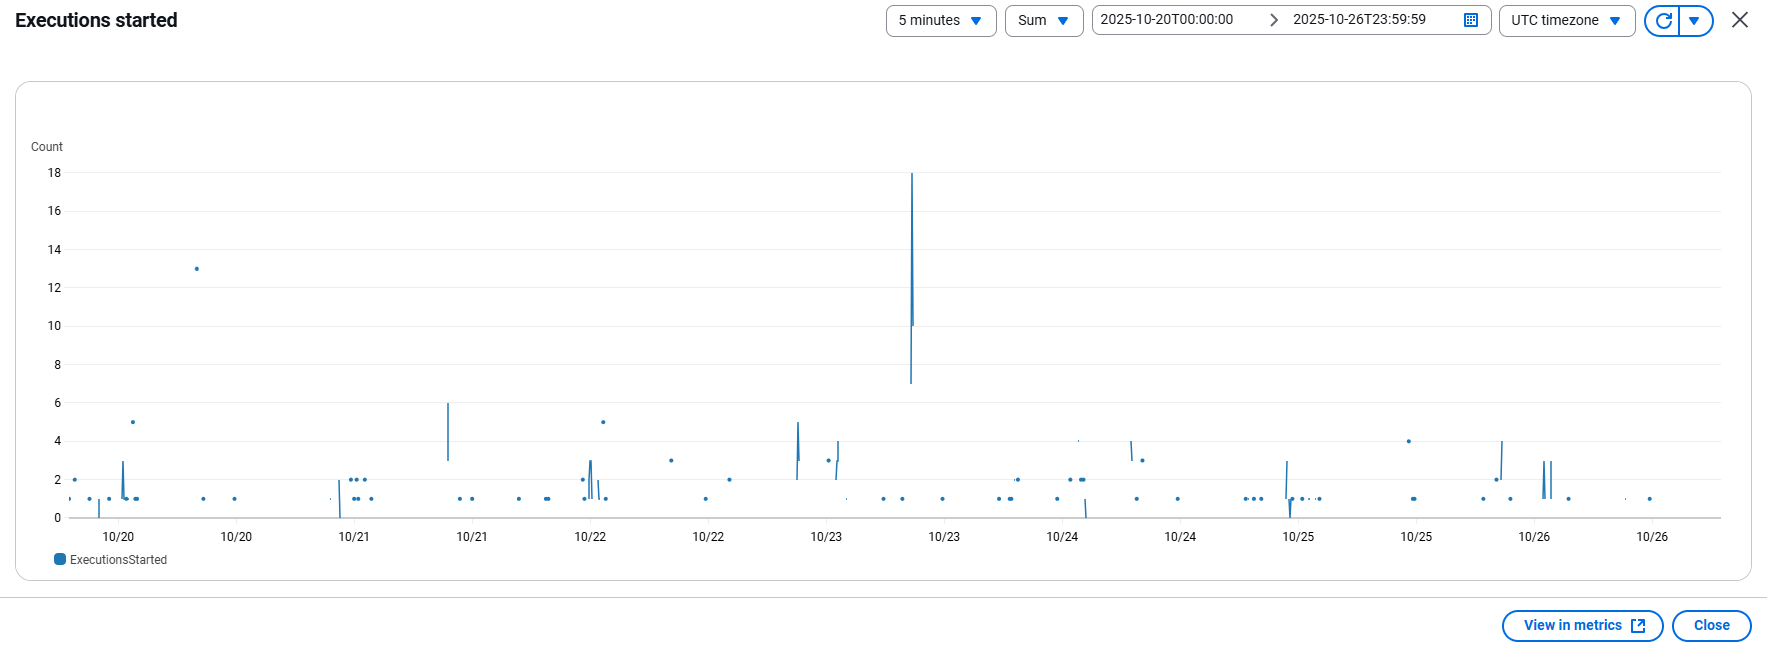 Executions started
5 minutes
Sum
2025-10-20T00:00:00
2025-10-26T23:59:59
UTC timezone
Count
18
16
14
12
10
8
6
4
2
0
10/20 10/20 10/21 10/21 10/22 10/22 10/23 10/23 10/24 10/24 10/25 10/25 10/26 10/26
ExecutionsStarted
View in metrics
Close